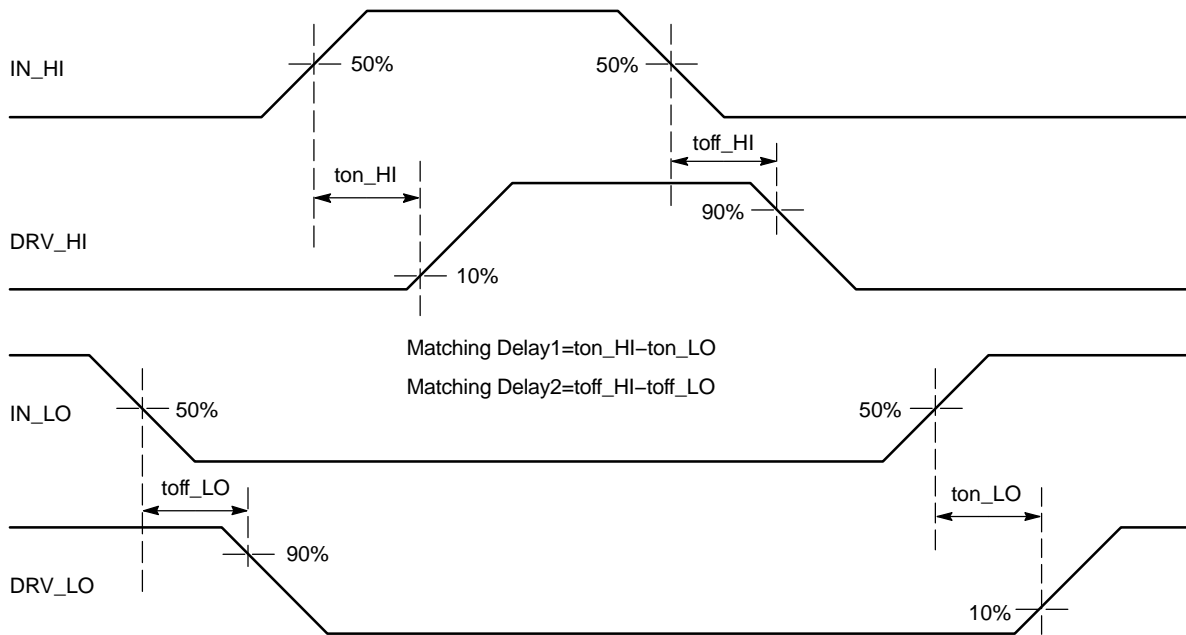 IN_HI
50%
50%
toff_HI
ton_HI
90%
DRV_HI
10%
Matching Delay1=ton_HI−ton_LO
Matching Delay2=toff_HI−toff_LO
IN_LO
50%
50%
toff_LO
ton_LO
90%
DRV_LO
10%